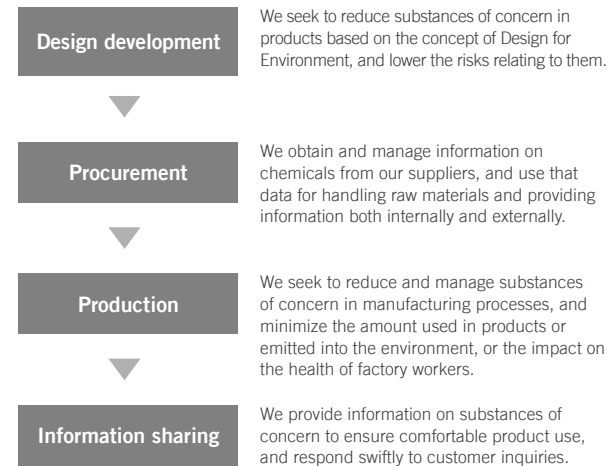 Design development
We seek to reduce substances of concern in
products based on the concept of Design for
Environment, and lower the risks relating to them.
Procurement
We obtain and manage information on
chemicals from our suppliers, and use that
data for handling raw materials and providing
information both internally and externally.
Production
We seek to reduce and manage substances
of concern in manufacturing processes, and
minimize the amount used in products or
emitted into the environment, or the impact on
the health of factory workers.
Information sharing
We provide information on substances of
concern to ensure comfortable product use,
and respond swiftly to customer inquiries.